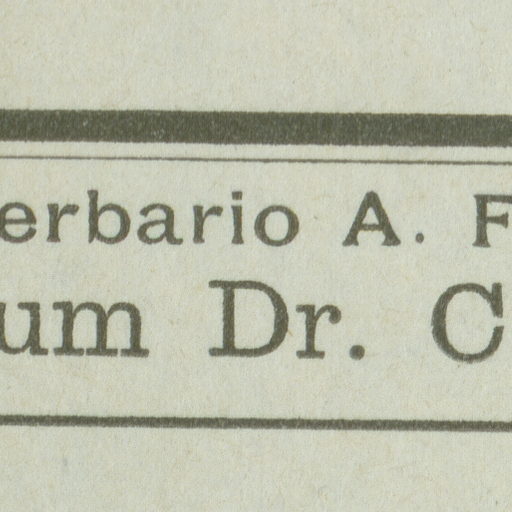 erbario A. F
um Dr. C